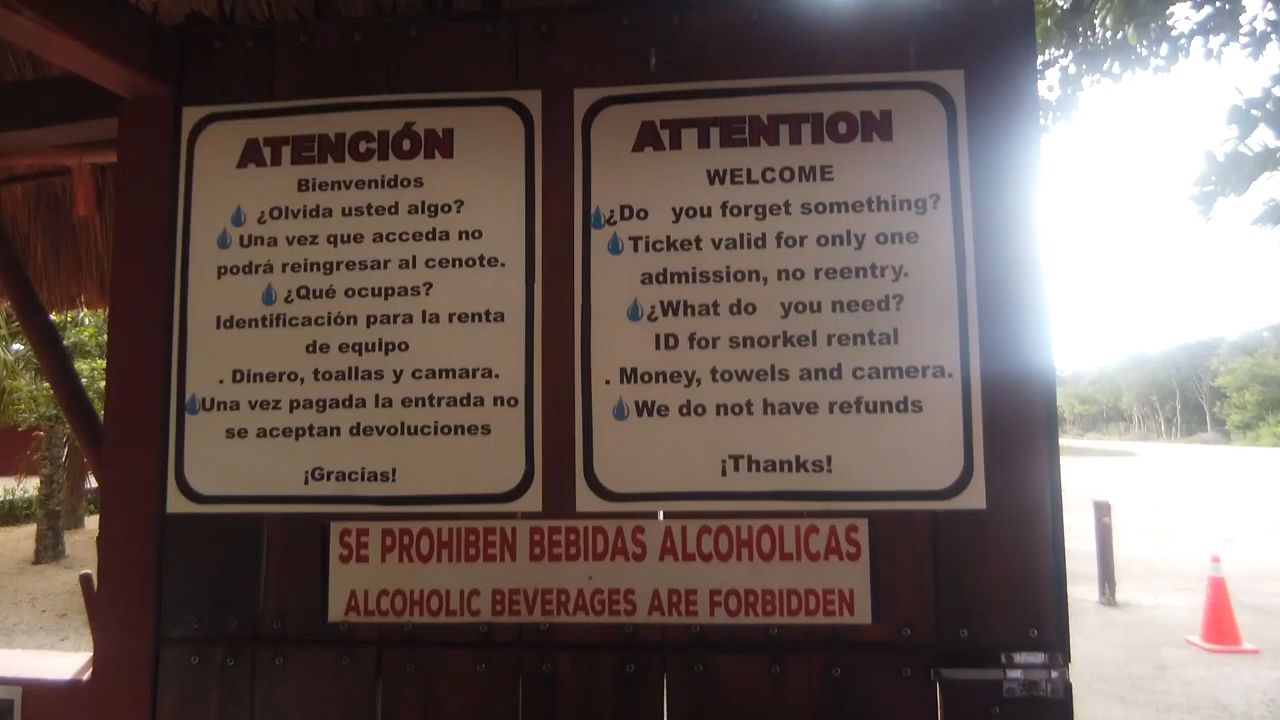 ATENCIÓN
Bienvenidos
¿Olvida usted algo?
Una vez que acceda no
podrá reingresar al cenote.
¿Qué ocupas?
Identificación para la renta
de equipo
. Dinero, toallas y camara.
Una vez pagada la entrada no
se aceptan devoluciones
¡Gracias!
ATTENTION
WELCOME
¿Do you forget something?
Ticket valid for only one
admission, no reentry.
¿What do you need?
ID for snorkel rental
. Money, towels and camera.
We do not have refunds
¡Thanks!
SE PROHIBEN BEBIDAS ALCOHOLICAS
ALCOHOLIC BEVERAGES ARE FORBIDDEN